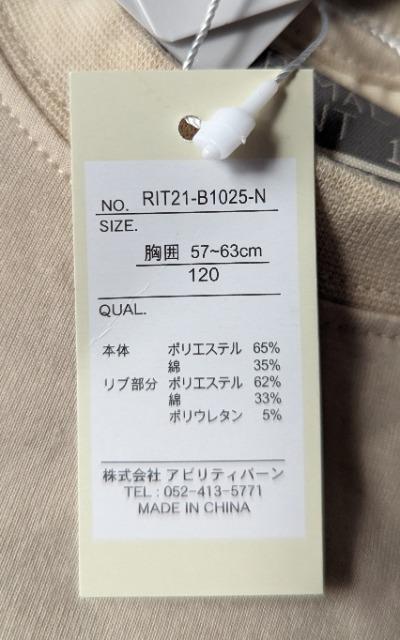 NO. RIT21-B1025-N
SIZE.
胸囲 57~63cm
120
QUAL.
本体 ポリエステル 65%
綿 35%
リブ部分 ポリエステル 62%
綿 33%
ポリウレタン 5%
株式会社 アビリティバーン
TEL : 052-413-5771
MADE IN CHINA